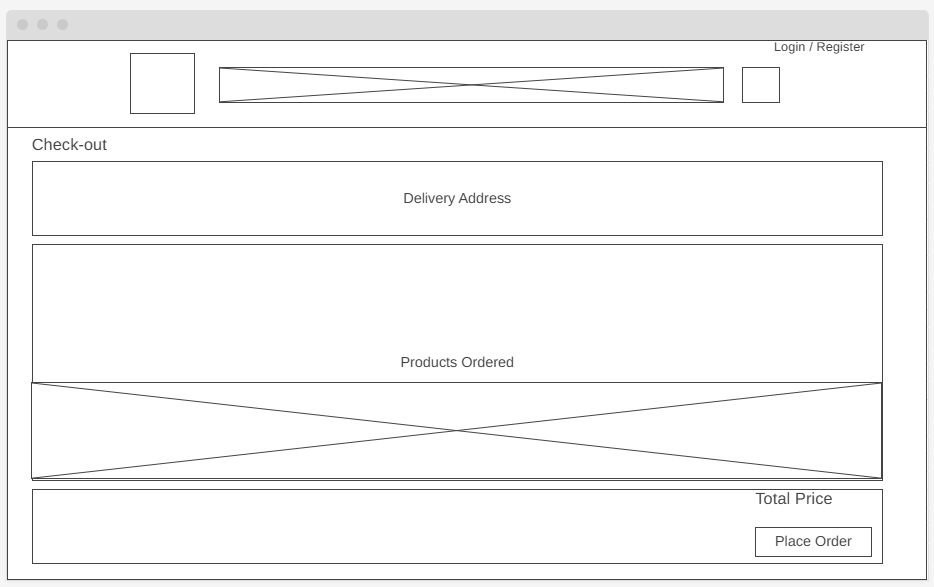 Login / Register
Check-out
Delivery Address
Products Ordered
Total Price
Place Order